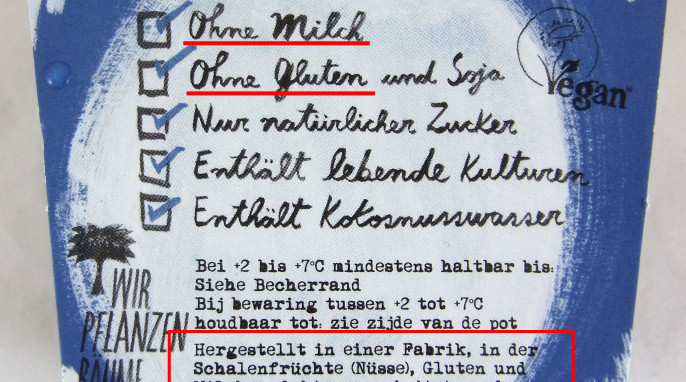 Ohne Milch
Ohne Gluten und Soja
Vegan
Nur natürlicher Zucker
Enthält lebende Kulturen
Enthält Kokosnusswasser
Bei +2 bis +7°C mindestens haltbar bis:
Siehe Becherrand
Bij bewaring tussen +2 tot +7°C
houdbaar tot: zie zijde van de pot
WIR
PFLANZEN
BÄUME
Hergestellt in einer Fabrik, in der
Schalenfrüchte (Nüsse), Gluten und